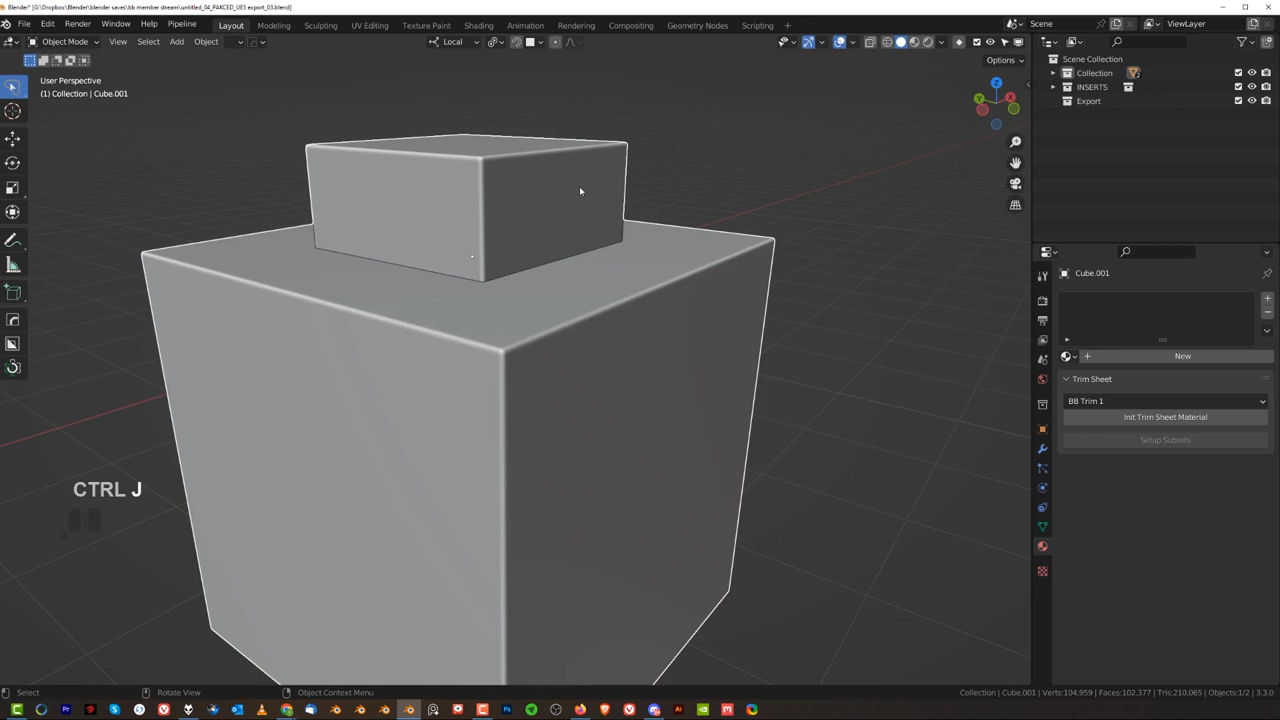 Blender* [G:\Dropbox\Blender\blender saves\bb member stream\untitled_04_PAKCED_UE5 export_03.blend]
File Edit Render Window Help Pipeline Layout Modeling Sculpting UV Editing Texture Paint Shading Animation Rendering Compositing Geometry Nodes Scripting + Scene ViewLayer
Object Mode View Select Add Object Local
Options
User Perspective
(1) Collection | Cube.001
Z
Y
X
Scene Collection
Collection
2
INSERTS
Export
Cube.001
New
Trim Sheet
BB Trim 1
Init Trim Sheet Material
Setup Subsets
CTRL J
Select Rotate View Object Context Menu Collection | Cube.001 | Verts:104,959 | Faces:102,377 | Tris:210,065 | Objects:1/2 | 3.3.0